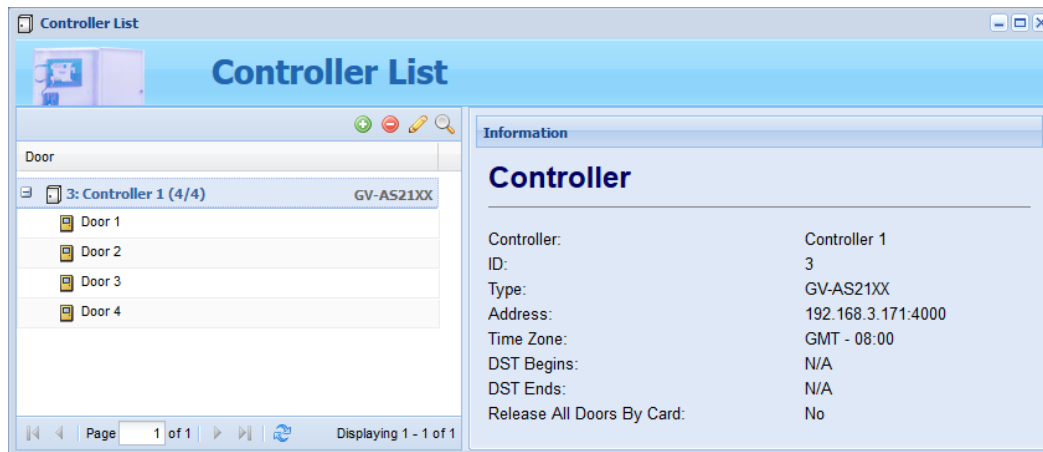 Controller List
Controller List
Door
3: Controller 1 (4/4) GV-AS21XX
Door 1
Door 2
Door 3
Door 4
Page 1 of 1 Displaying 1 - 1 of 1
Information
Controller
Controller: Controller 1
ID: 3
Type: GV-AS21XX
Address: 192.168.3.171:4000
Time Zone: GMT - 08:00
DST Begins: N/A
DST Ends: N/A
Release All Doors By Card: No